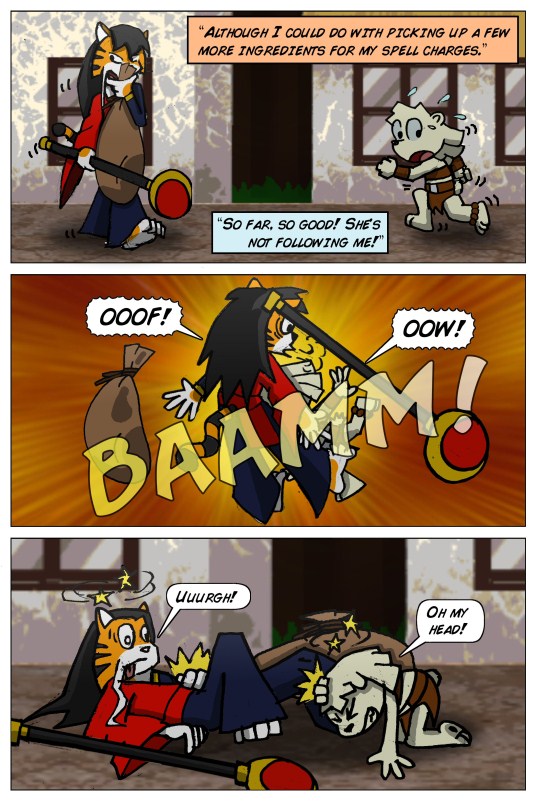 “Although I could do with picking up a few
more ingredients for my spell charges.”
“So far, so good! She's
not following me!”
OOOF!
OOW!
BAAMM!
Uuurgh!
Oh my
head!